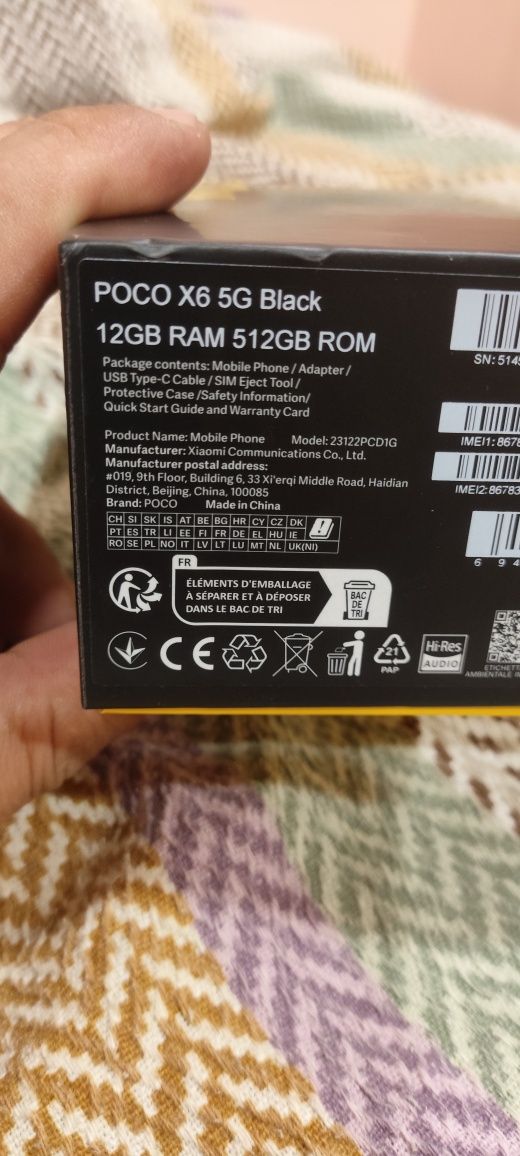 POCO X6 5G Black
12GB RAM 512GB ROM
Package contents: Mobile Phone / Adapter /
USB Type-C Cable / SIM Eject Tool /
Protective Case /Safety Information/
Quick Start Guide and Warranty Card
Product Name: Mobile Phone Model: 23122PCD1G
Manufacturer: Xiaomi Communications Co., Ltd.
Manufacturer postal address:
#019, 9th Floor, Building 6, 33 Xi'erqi Middle Road, Haidian
District, Beijing, China, 100085
Brand: POCO Made in China
CH SI SK IS AT BE BG HR CY CZ DK
PT ES TR LI EE FI FR DE EL HU IE
RO SE PL NO IT LV LT LU MT NL UK(NI)
FR
ÉLÉMENTS D'EMBALLAGE
À SÉPARER ET À DÉPOSER
DANS LE BAC DE TRI
BAC
DE
TRI
CE
21
PAP
Hi-Res
AUDIO
SN: 514
IMEI1: 867
IMEI2: 86783
6 9 4
ETICHETT
AMBIENTALE